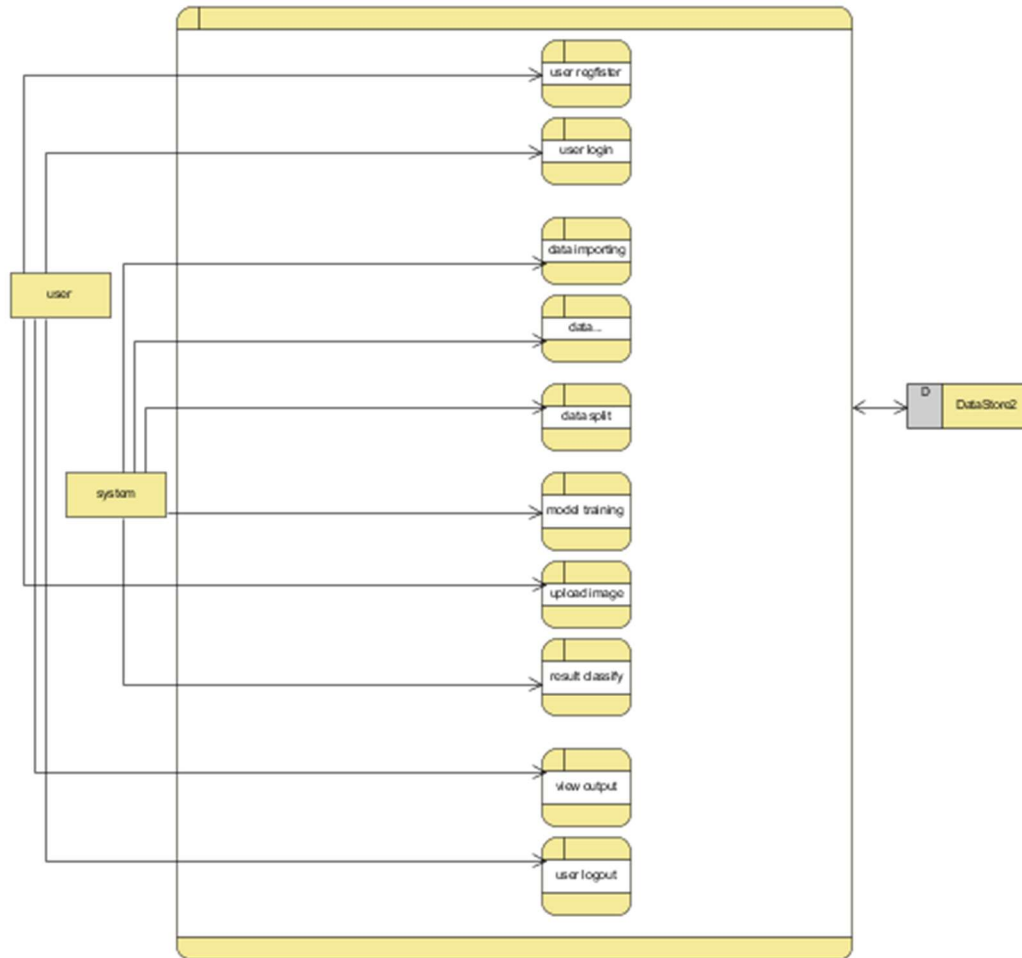 user regfister
user login
data importing
user
data...
D
DataStore2
data split
system
model training
upload image
result classify
view output
user logout